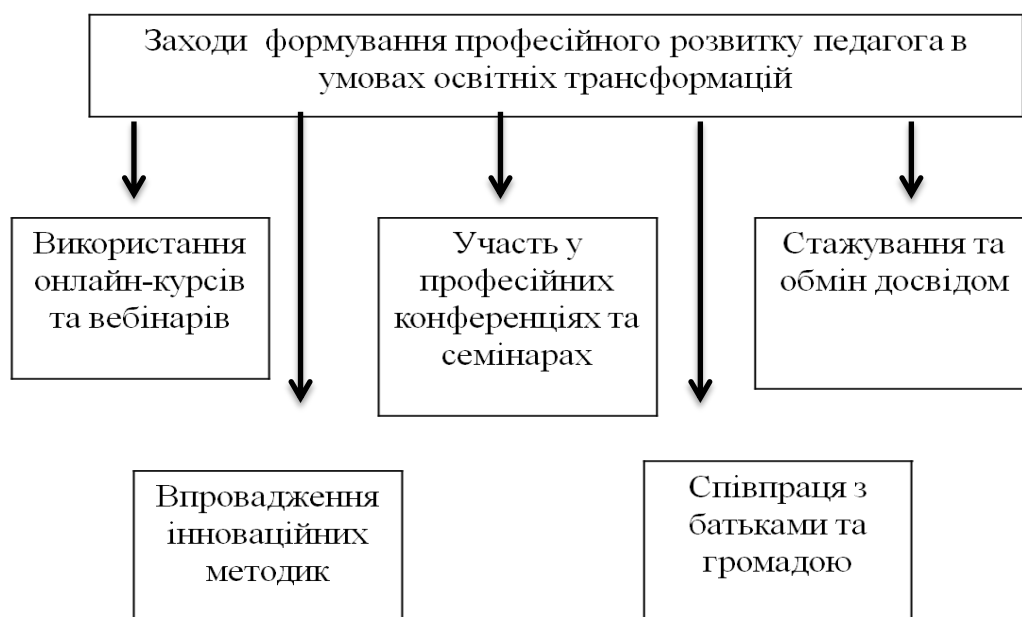 Заходи формування професійного розвитку педагога в
умовах освітніх трансформацій
Використання
онлайн-курсів
та вебінарів
Участь у
професійних
конференціях та
семінарах
Стажування та
обмін досвідом
Впровадження
інноваційних
методик
Співпраця з
батьками та
громадою